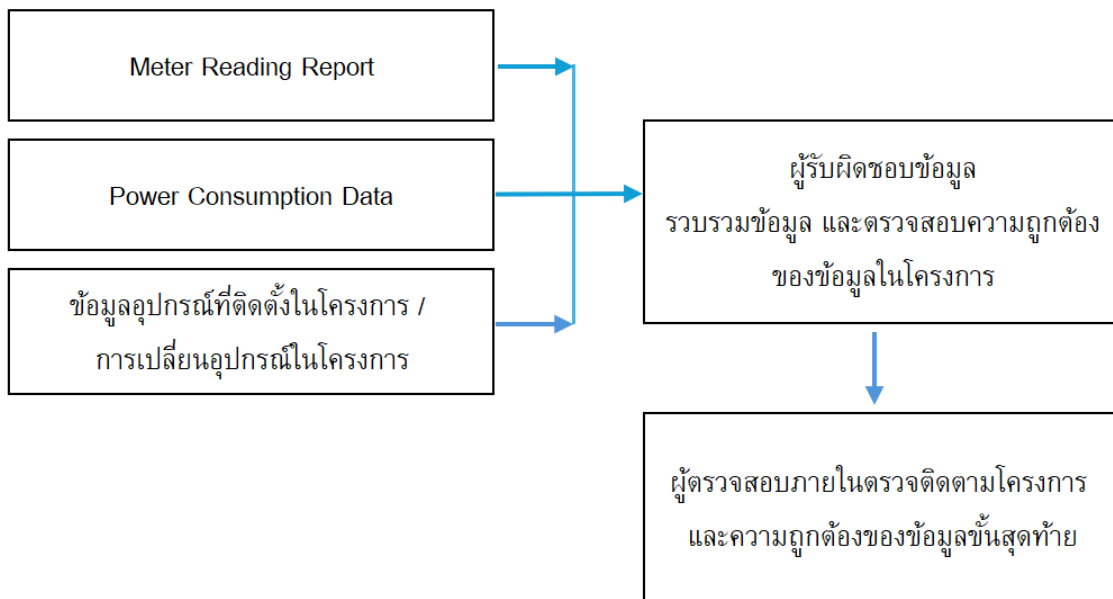 Meter Reading Report
Power Consumption Data
ข้อมูลอุปกรณ์ที่ติดตั้งในโครงการ /
การเปลี่ยนอุปกรณ์ในโครงการ
ผู้รับผิดชอบข้อมูล
รวบรวมข้อมูล และตรวจสอบความถูกต้อง
ของข้อมูลในโครงการ
ผู้ตรวจสอบภายในตรวจติดตามโครงการ
และความถูกต้องของข้อมูลขั้นสุดท้าย